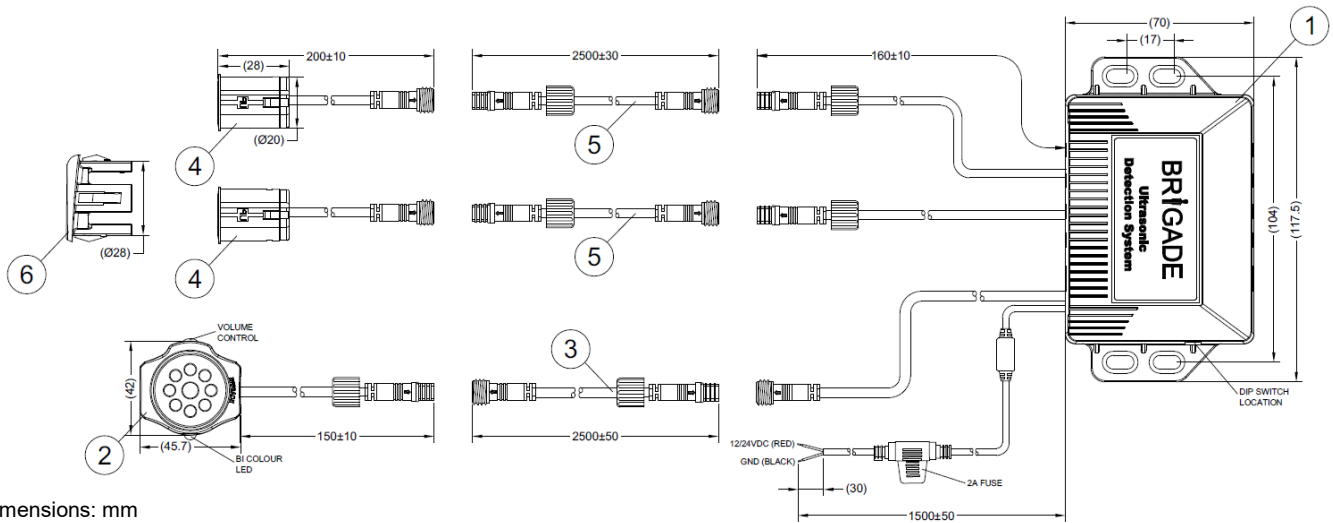 200±10
2500±30
160±10
(70)
(17)
1
(28)
(Ø20)
4
5
BRIGADE
Ultrasonic
Detection System
(104)
(117.5)
4
5
(Ø28)
6
VOLUME
CONTROL
3
(42)
2
(45.7)
150±10
BI COLOUR
LED
2500±50
DIP SWITCH
LOCATION
12/24VDC (RED)
GND (BLACK)
(30)
2A FUSE
1500±50
mensions: mm